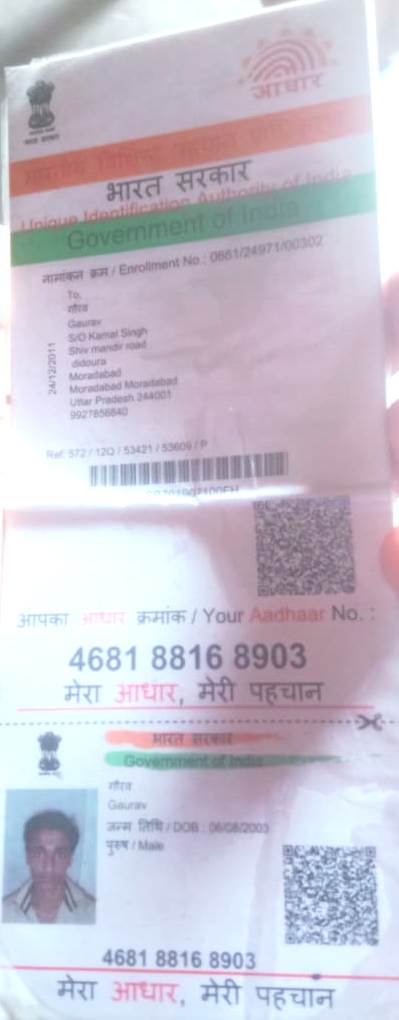 आधार
भारत सरकार
भारत सरकार
Unique Identification Authority of India
Government of India
नामांकन क्रम / Enrollment No.: 0661/24971/00302
To,
गौरव
Gaurav
S/O Kamal Singh
Shiv mandir road
didoura
Moradabad
Moradabad Moradabad
Uttar Pradesh 244001
9927856840
24/12/2011
Ref: 572 / 12Q / 53421 / 53609 / P
आपका आधार क्रमांक / Your Aadhaar No. :
4681 8816 8903
मेरा आधार, मेरी पहचान
भारत सरकार
Government of India
गौरव
Gaurav
जन्म तिथि / DOB : 06/08/2003
पुरुष / Male
4681 8816 8903
मेरा आधार, मेरी पहचान